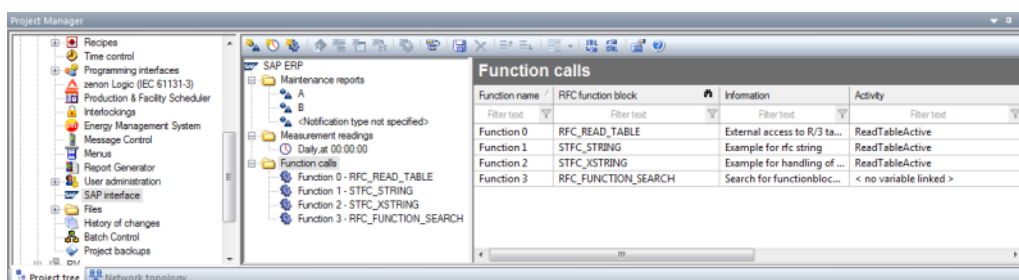 Project Manager
Recipes
Time control
Programming interfaces
zenon Logic (IEC 61131-3)
Production & Facility Scheduler
Interlockings
Energy Management System
Message Control
Menus
Report Generator
User administration
SAP interface
Files
History of changes
Batch Control
Project backups
Project tree Network topology
SAP ERP
Maintenance reports
A
B
<Notification type not specified>
Measurement readings
Daily, at 00:00:00
Function calls
Function 0 - RFC_READ_TABLE
Function 1 - STFC_STRING
Function 2 - STFC_XSTRING
Function 3 - RFC_FUNCTION_SEARCH
Function calls
Function name RFC function block Information Activity
Filter text Filter text Filter text Filter text
Function 0 RFC_READ_TABLE External access to R/3 ta... ReadTableActive
Function 1 STFC_STRING Example for rfc string ReadTableActive
Function 2 STFC_XSTRING Example for handling of ... ReadTableActive
Function 3 RFC_FUNCTION_SEARCH Search for functionbloc... < no variable linked >